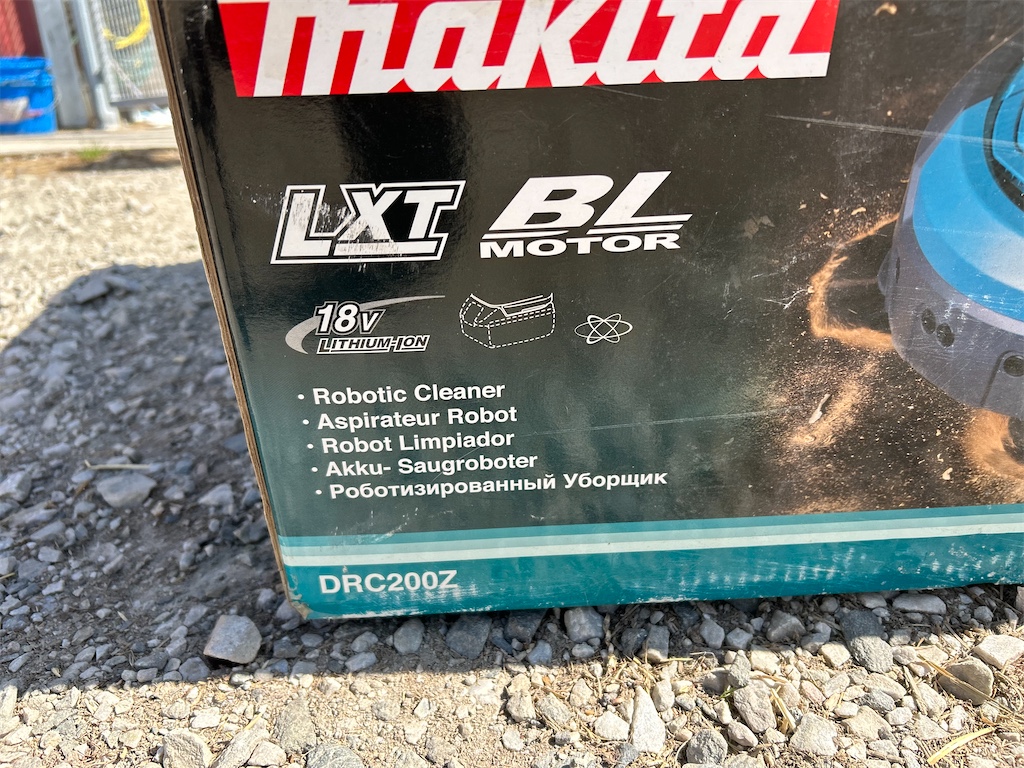 makita
LXT BL
MOTOR
18V
LITHIUM-ION
• Robotic Cleaner
• Aspirateur Robot
• Robot Limpiador
• Akku- Saugroboter
• Роботизированный Уборщик
DRC200Z